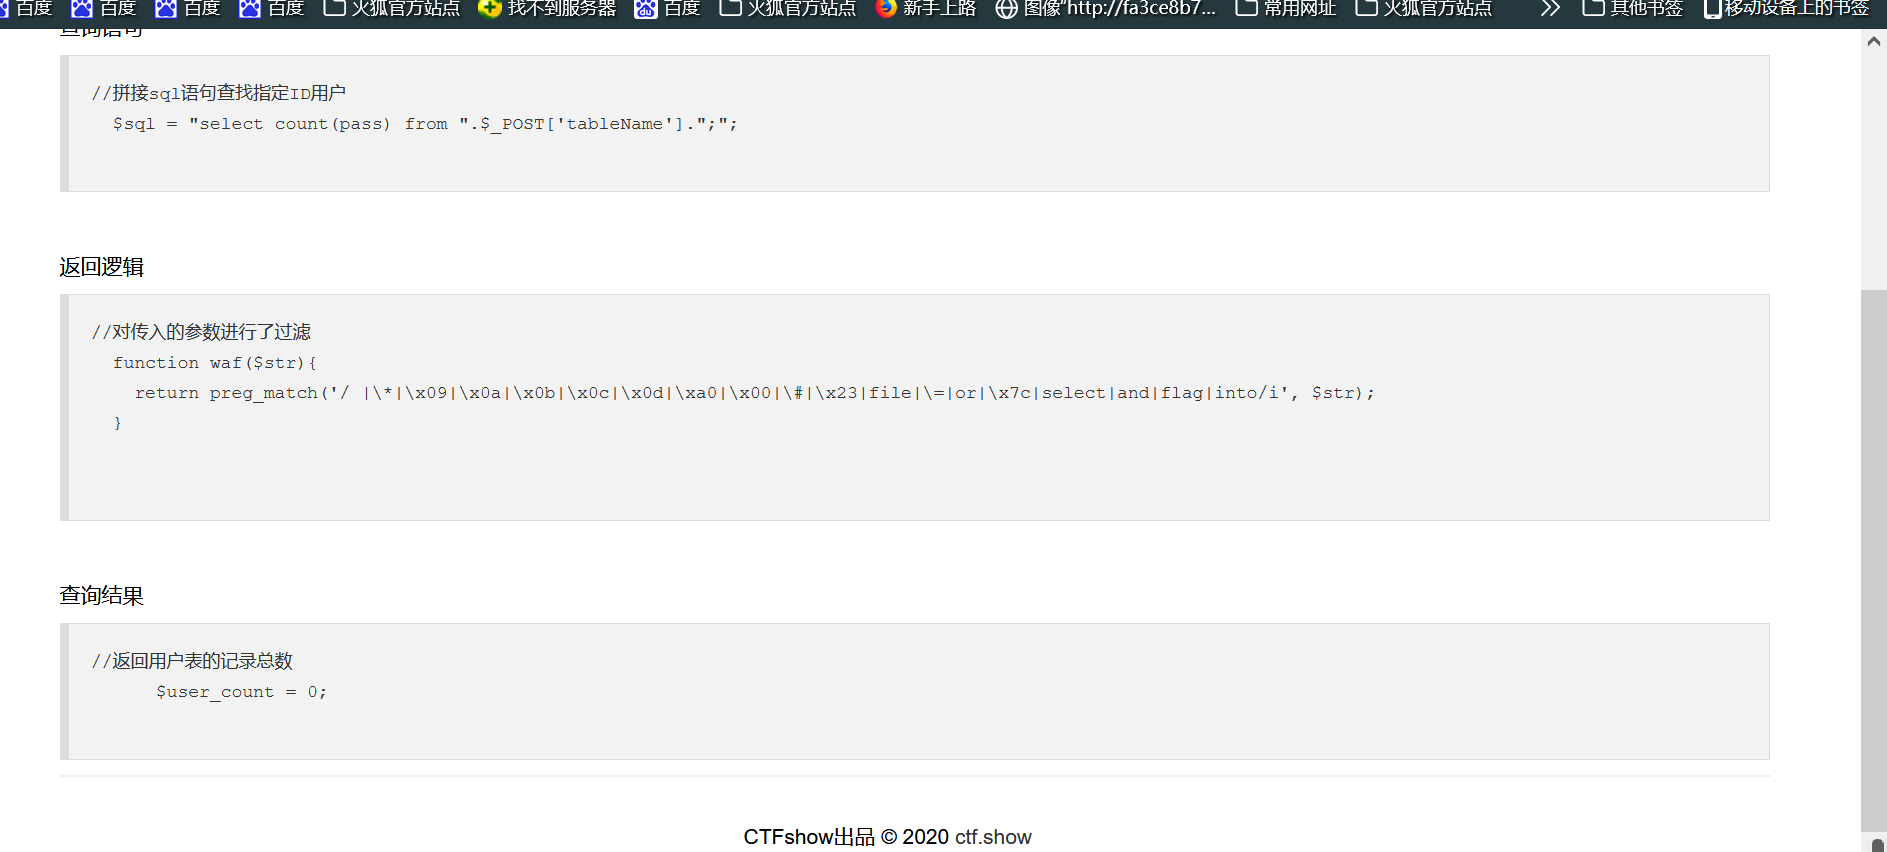 百度 百度 百度 百度 火狐官方站点 找不到服务器 百度 火狐官方站点 新手上路 图像"http://fa3ce8b7... 常用网址 火狐官方站点 其他书签 移动设备上的书签
查询语句
//拼接sql语句查找指定ID用户
$sql = "select count(pass) from ".$_POST['tableName'].";";
返回逻辑
//对传入的参数进行了过滤
function waf($str){
return preg_match('/ |\*|\x09|\x0a|\x0b|\x0c|\x0d|\xa0|\x00|\#|\x23|file|\=|or|\x7c|select|and|flag|into/i', $str);
}
查询结果
//返回用户表的记录总数
$user_count = 0;
CTFshow出品 © 2020 ctf.show